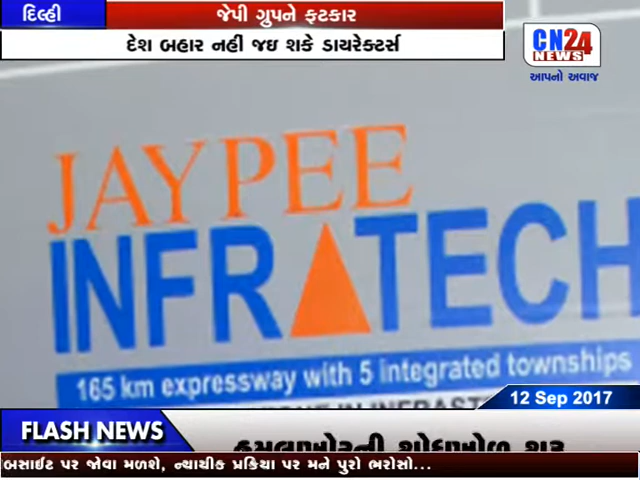 દિલ્હી
જેપી ગ્રુપને ફટકાર
દેશ બહાર નહીં જઇ શકે ડાયરેક્ટર્સ
CN24
NEWS
આપનો અવાજ
JAYPEE
INFRATECH
165 km expressway with 5 integrated townships
12 Sep 2017
FLASH NEWS
બસાઈટ પર જોવા મળશે, ન્યાયીક પ્રક્રિયા પર મને પુરો ભરોસો...